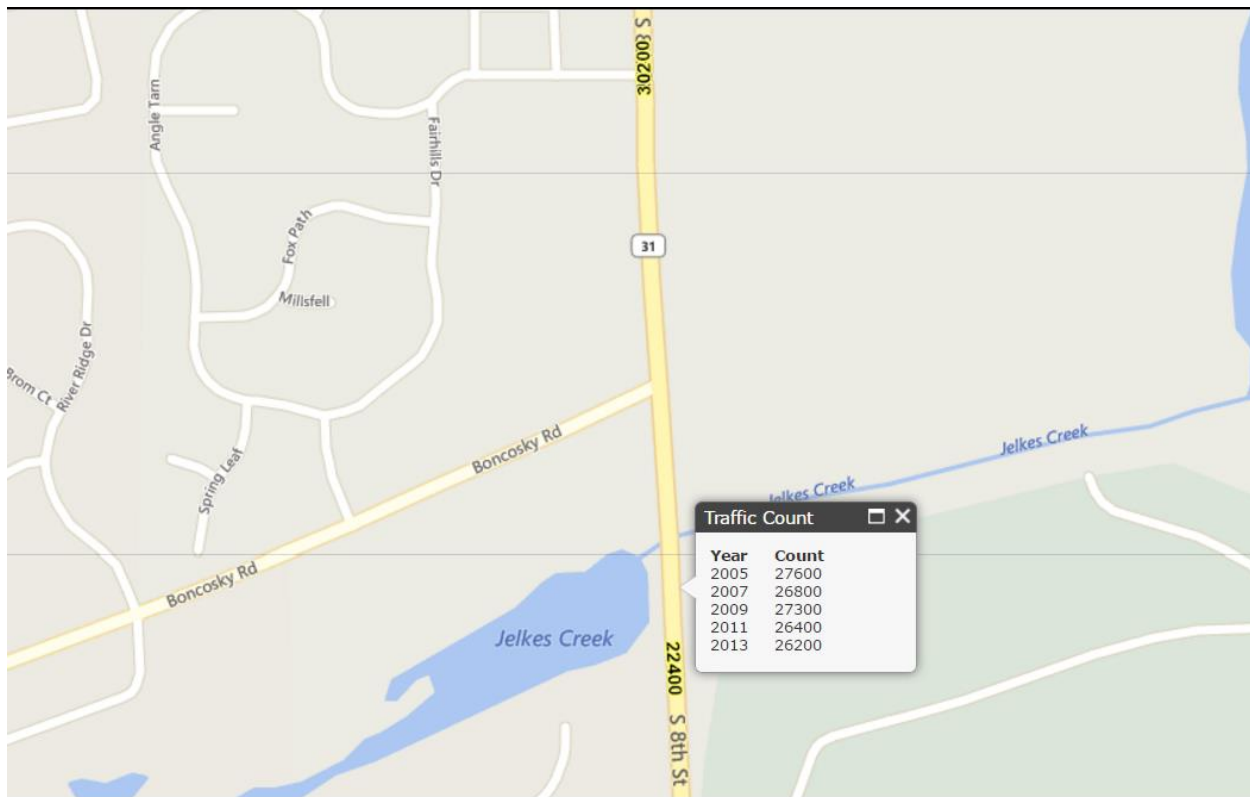 S 8
30200
Angle Tarn
Fairhills Dr
Fox Path
31
Millsfell
River Ridge Dr
Brom Ct
Boncosky Rd
Jelkes Creek
Spring Leaf
Jelkes Creek
Traffic Count
Year Count
2005 27600
2007 26800
2009 27300
2011 26400
2013 26200
Boncosky Rd
Jelkes Creek
22400
S 8th St